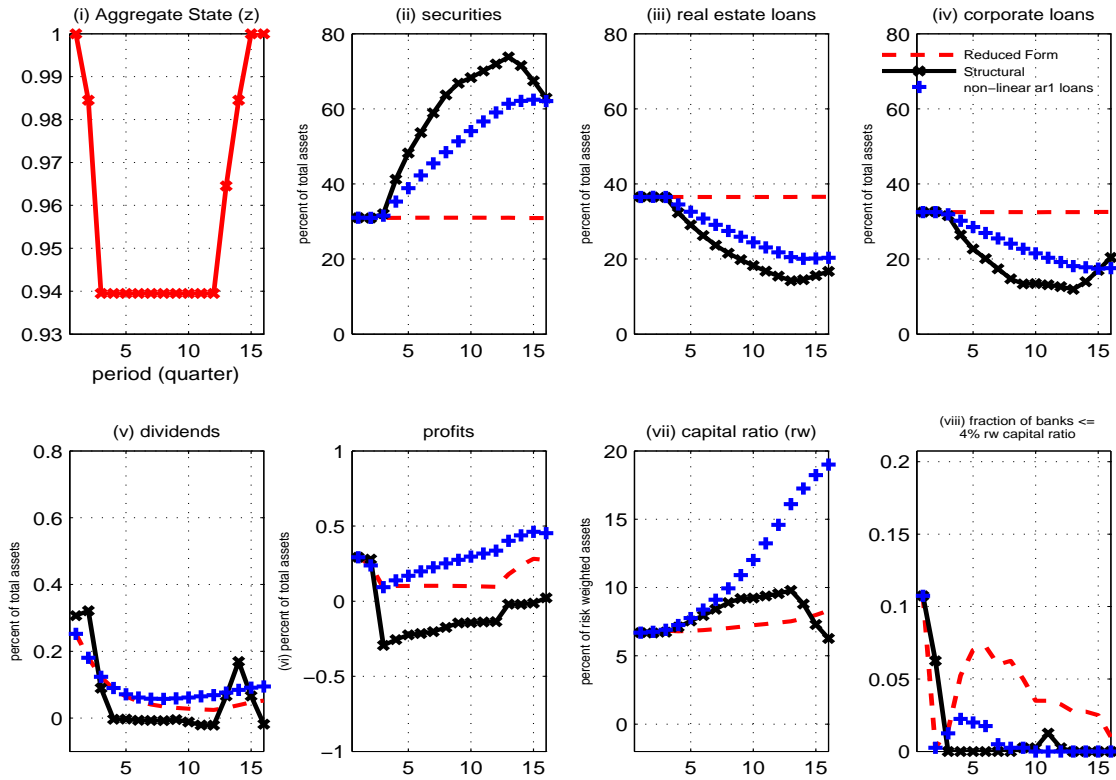 (i) Aggregate State (z)
1
0.99
0.98
0.97
0.96
0.95
0.94
0.93
5 10 15
period (quarter)
(ii) securities
percent of total assets
80
60
40
20
0
5 10 15
(iii) real estate loans
percent of total assets
80
60
40
20
0
5 10 15
(iv) corporate loans
percent of total assets
80
60
40
20
0
5 10 15
Reduced Form
Structural
non−linear ar1 loans
(v) dividends
percent of total assets
0.8
0.6
0.4
0.2
0
5 10 15
profits
(vi) percent of total assets
1
0.5
0
−0.5
−1
5 10 15
(vii) capital ratio (rw)
percent of risk weighted assets
20
15
10
5
0
5 10 15
(viii) fraction of banks <=
4% rw capital ratio
0.2
0.15
0.1
0.05
0
5 10 15